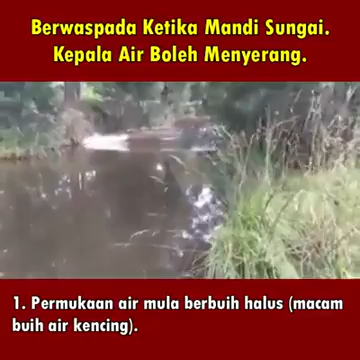 Berwaspada Ketika Mandi Sungai.
Kepala Air Boleh Menyerang.
1. Permukaan air mula berbuih halus (macam
buih air kencing).